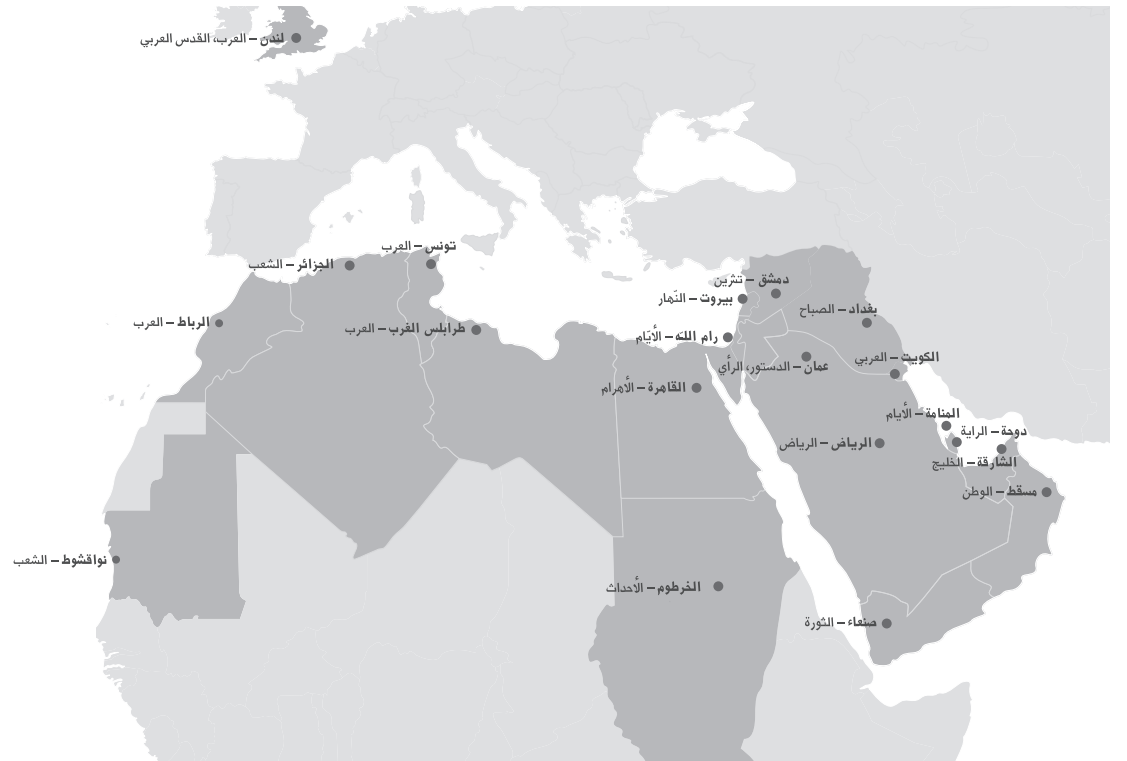 لندن – العرب، القدس العربي
تونس – العرب
الجزائر – الشعب
دمشق – تشرين
بيروت – النّهار
بغداد – الصباح
الرباط – العرب
طرابلس الغرب – العرب
رام الله – الأيّام
الكويت – العربي
عمان – الدستور، الرأي
القاهرة – الأهرام
المنامة – الأيام
دوحة – الراية
الرياض – الرياض
الشارقة – الخليج
مسقط – الوطن
نواقشوط – الشعب
الخرطوم – الأحداث
صنعاء – الثورة